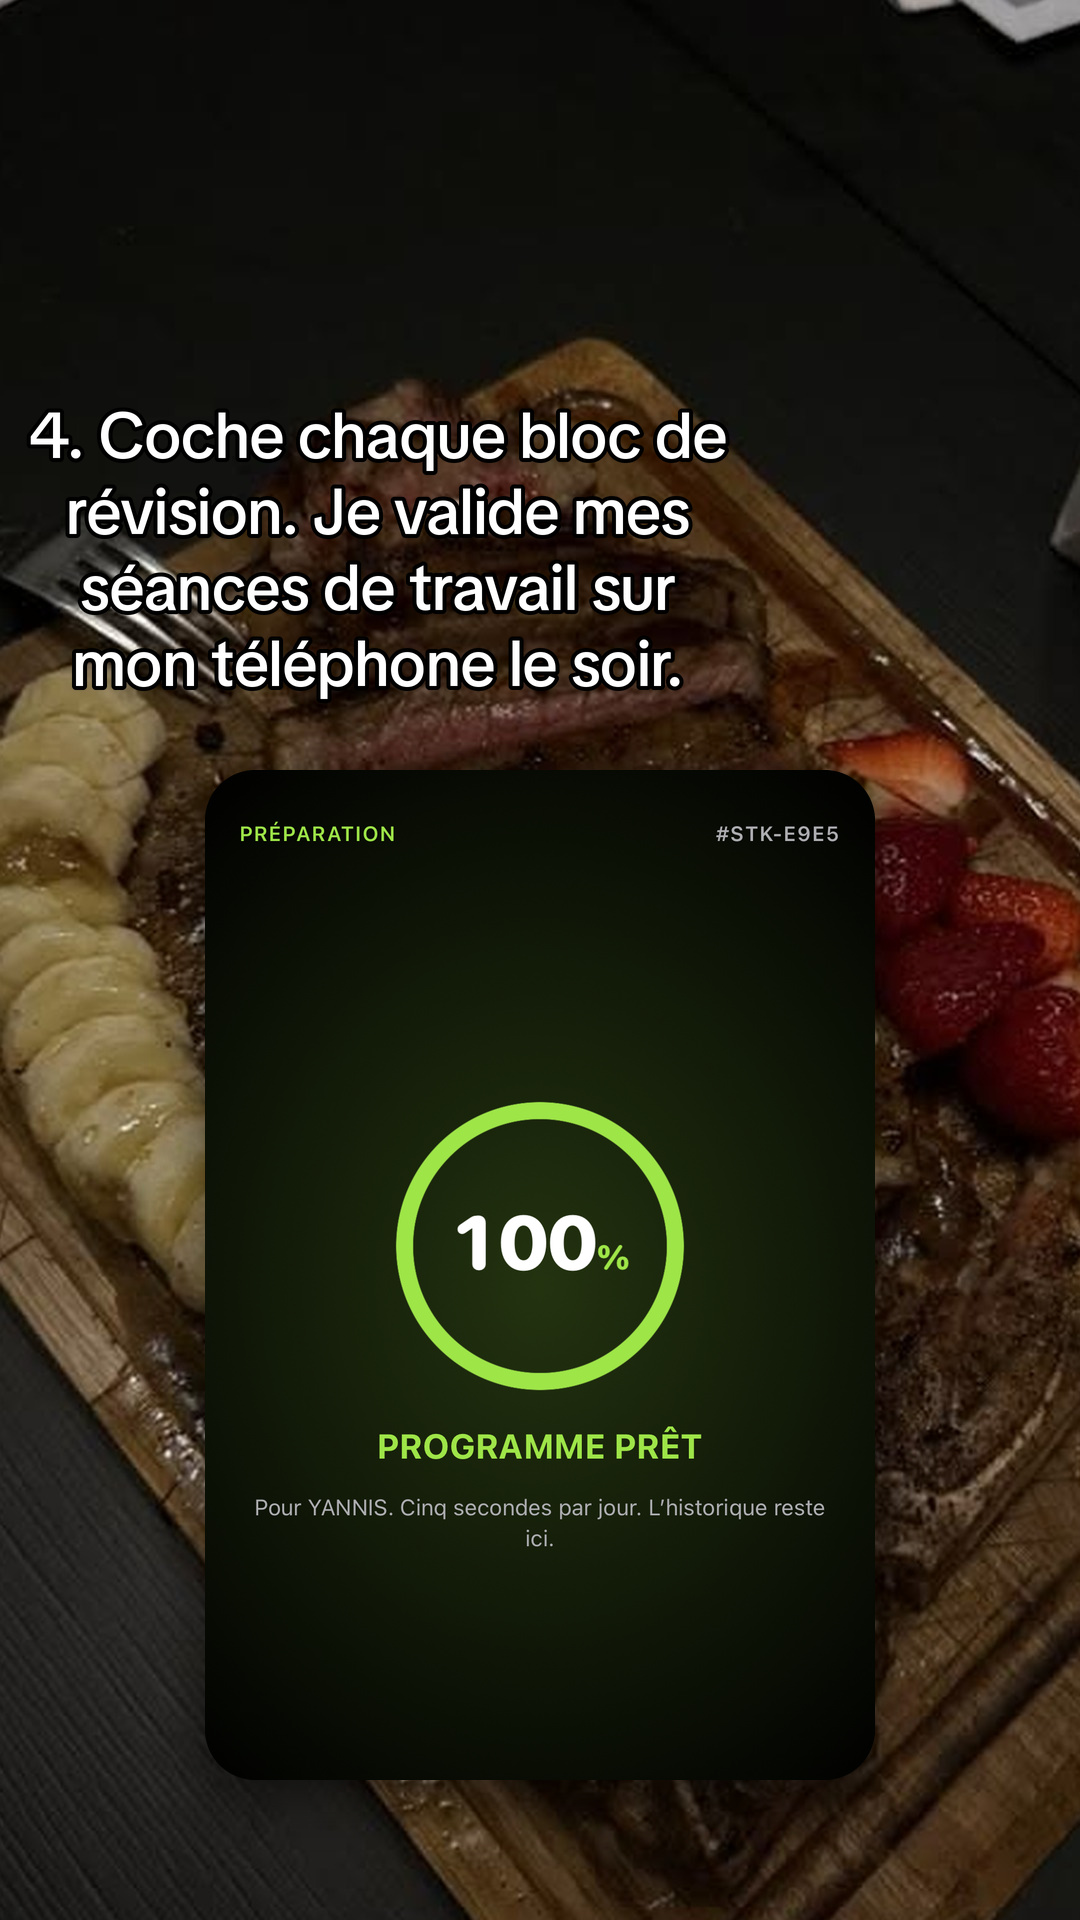 4. Coche chaque bloc de
révision. Je valide mes
séances de travail sur
mon téléphone le soir.
PRÉPARATION
#STK-E9E5
100%
PROGRAMME PRÊT
Pour YANNIS. Cinq secondes par jour. L’historique reste
ici.